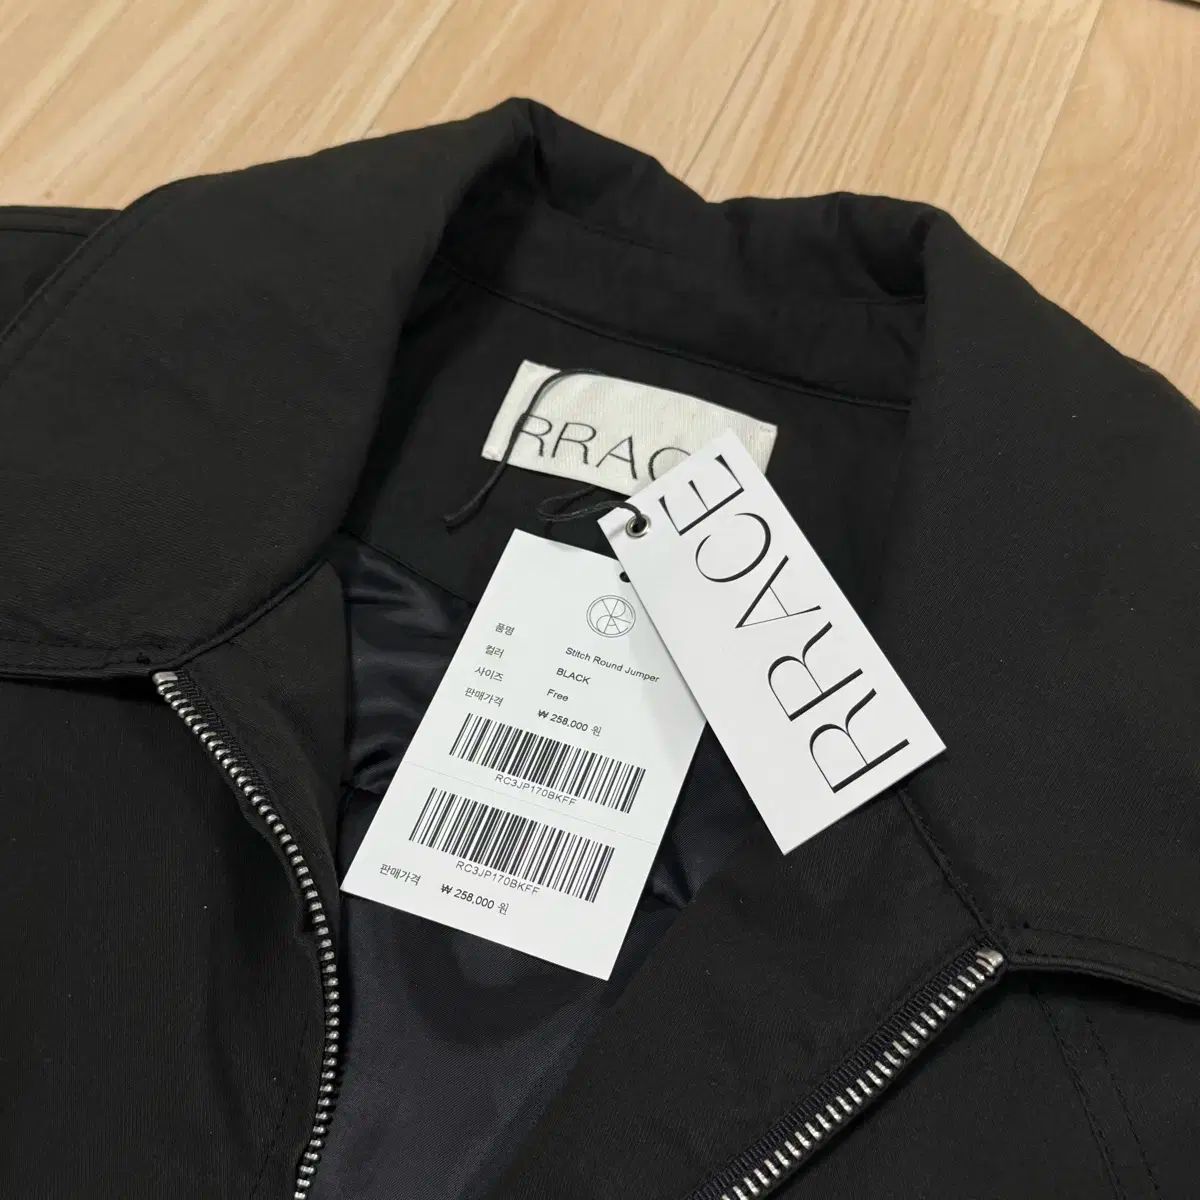 RRAC
RRACE
품명 Stitch Round Jumper
컬러 BLACK
사이즈 Free
판매가격 ₩ 258,000 원
RC3JP170BKFF
RC3JP170BKFF
판매가격 ₩ 258,000 원